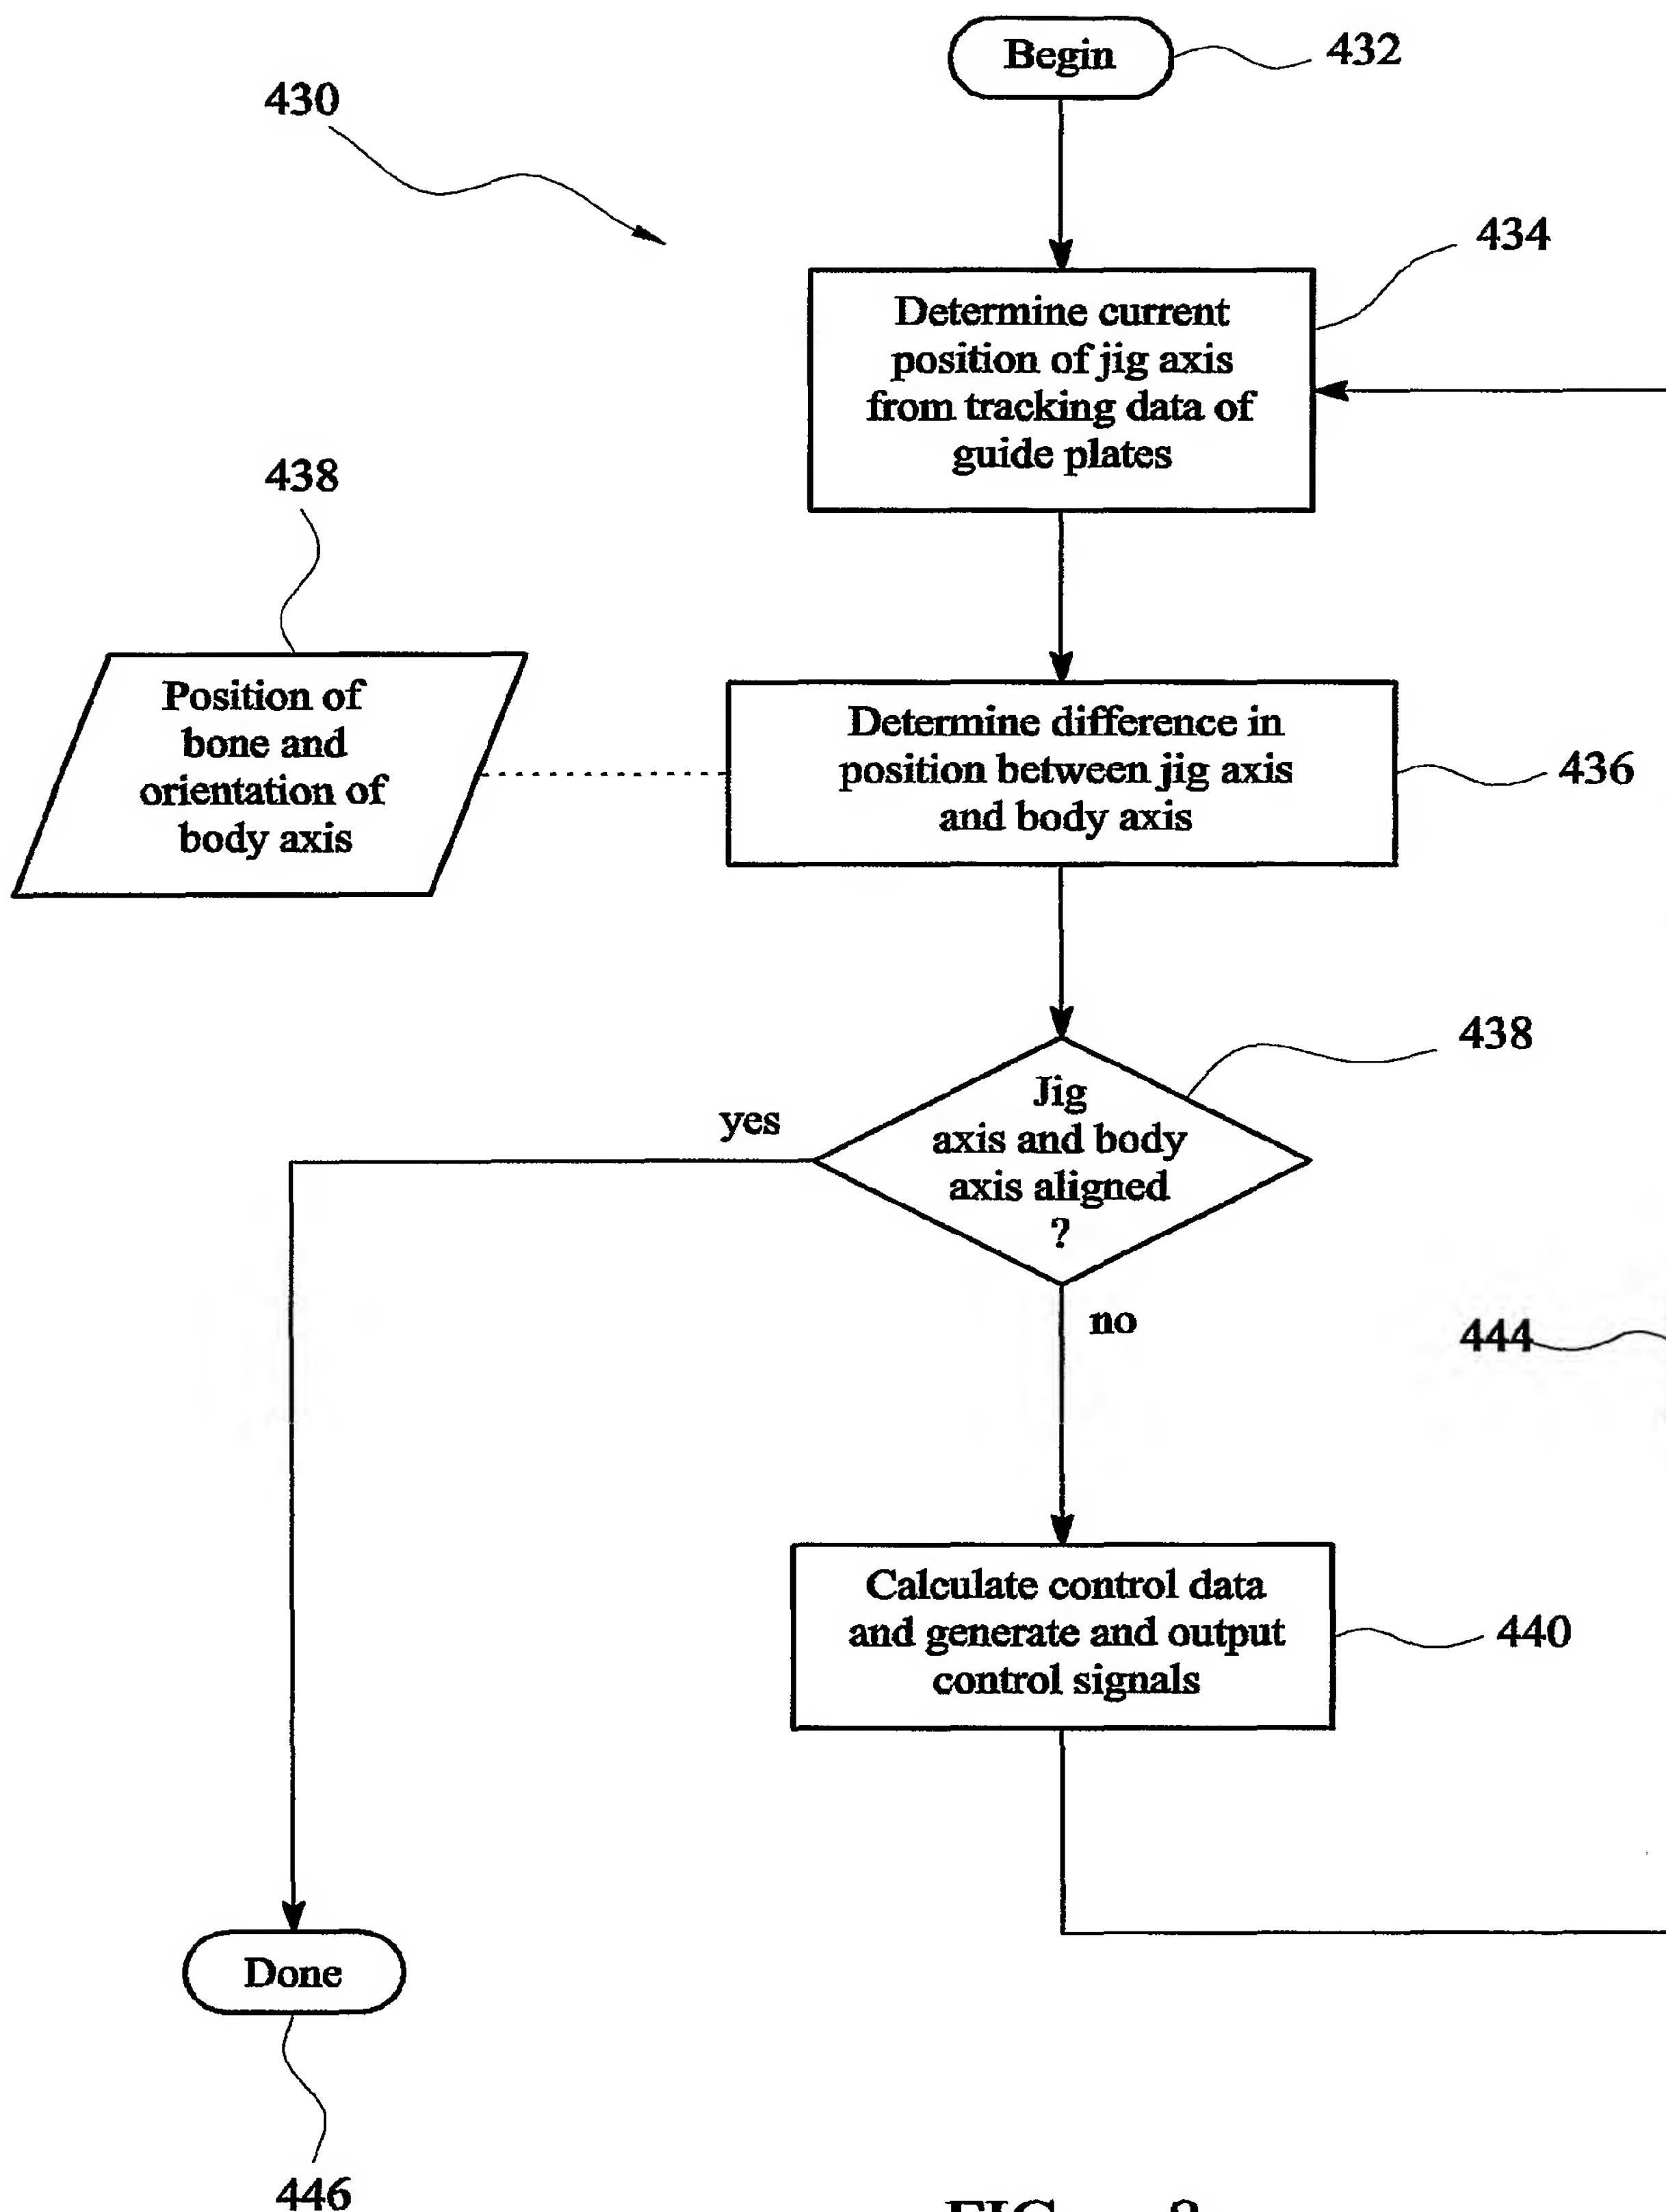 Begin
432
430
434
Determine current
position of jig axis
from tracking data of
guide plates
438
Position of
bone and
orientation of
body axis
Determine difference in
position between jig axis
and body axis
436
438
Jig
axis and body
axis aligned
?
yes
no
444
Calculate control data
and generate and output
control signals
440
Done
446